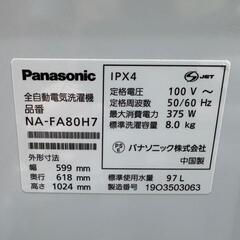 Panasonic
全自動電気洗濯機
品番
NA-FA80H7
外形寸法
幅 599 mm
奥行 618 mm
高さ 1024 mm
IPX4
S JET
定格電圧 100 V~
定格周波数 50/60 Hz
最大消費電力 375 W
標準洗濯容量 8.0 kg
PS E パナソニック株式会社
中国製
標準使用水量 97 L
製造番号 19O3503063